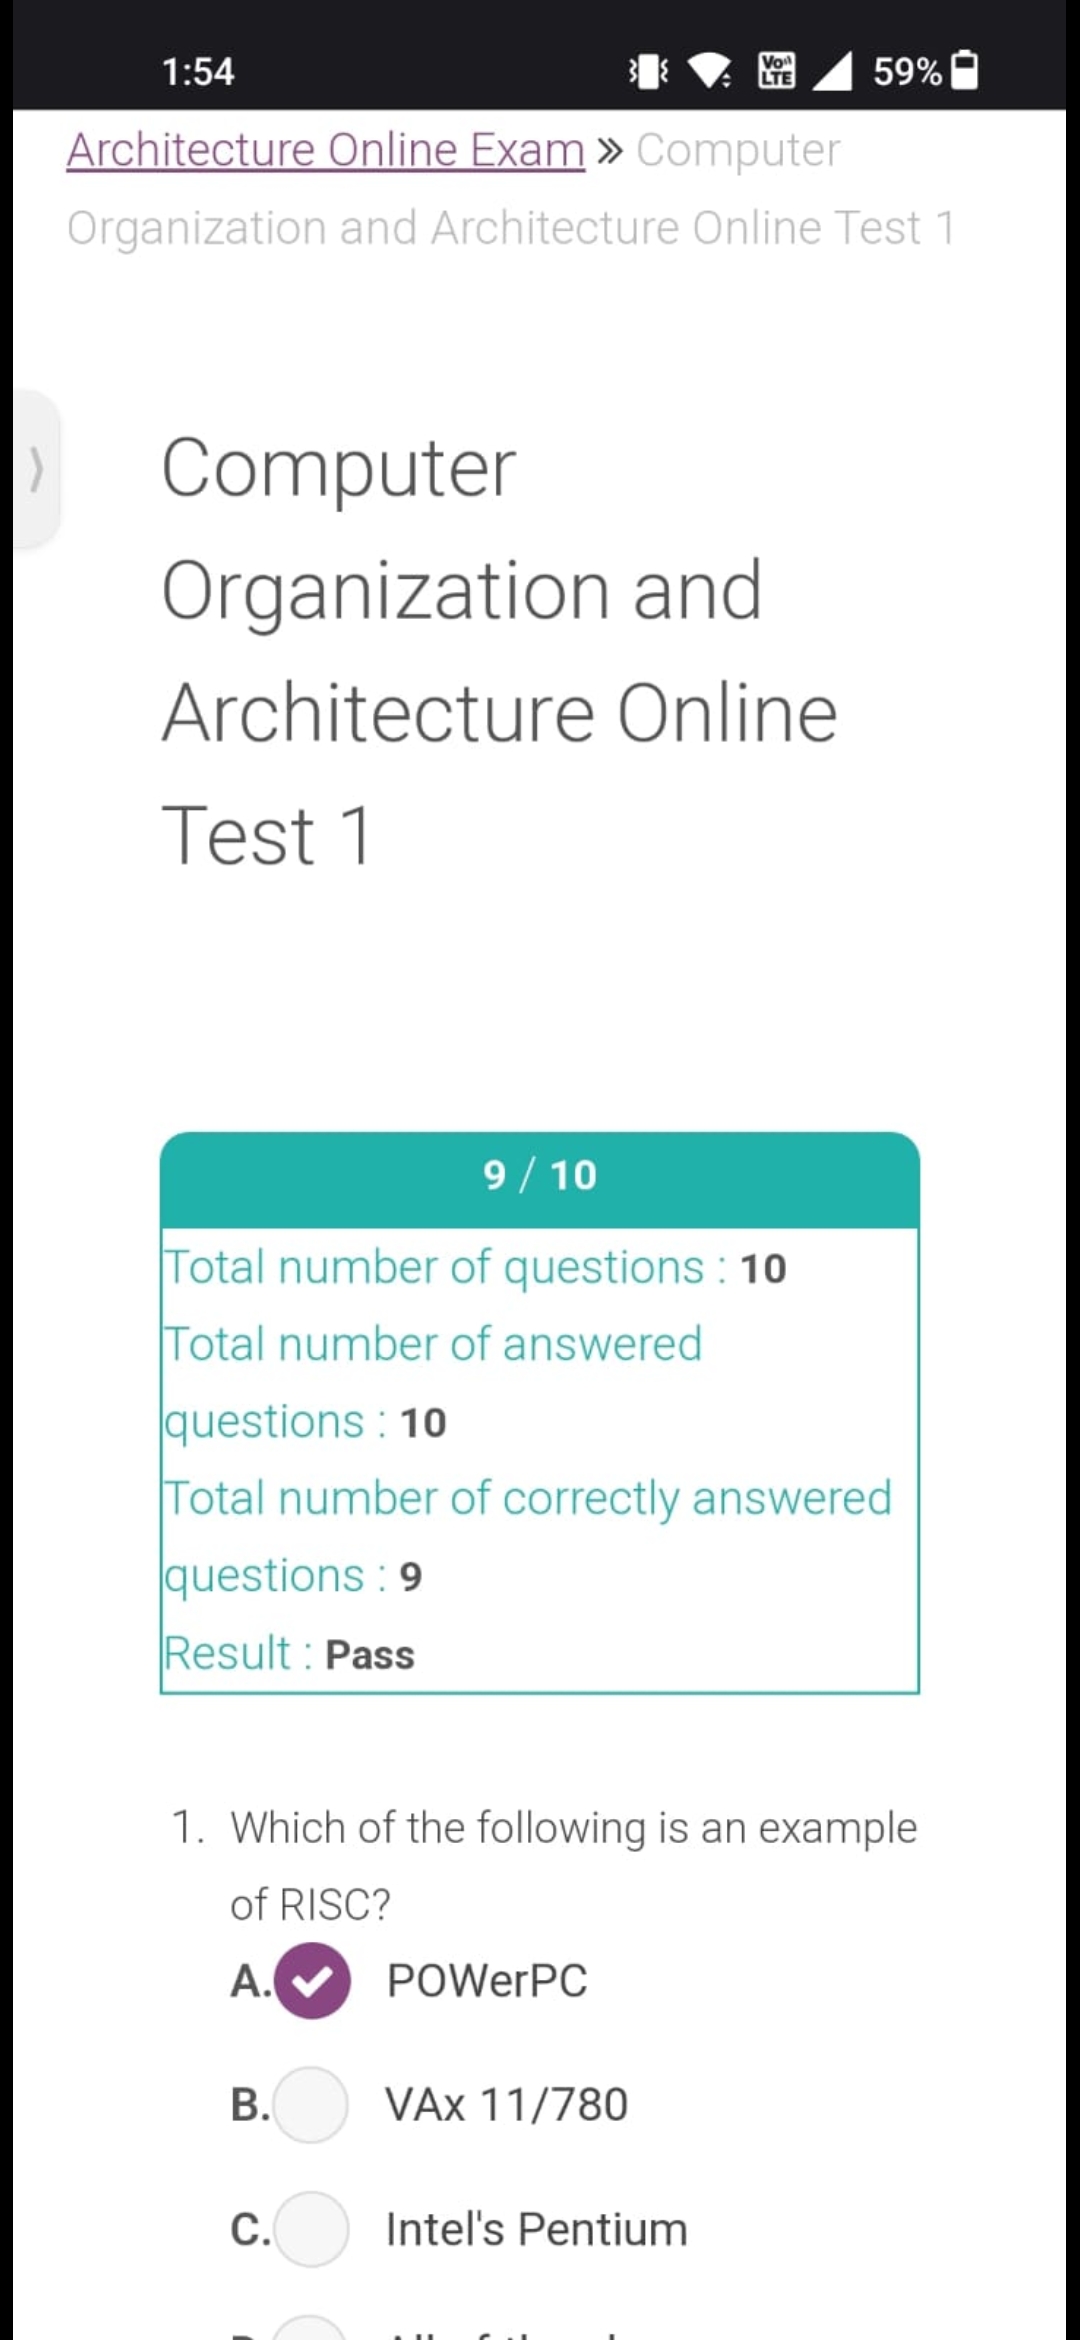 1:54
Vo LTE
59%
Architecture Online Exam » Computer
Organization and Architecture Online Test 1
Computer
Organization and
Architecture Online
Test 1
9 / 10
Total number of questions : 10
Total number of answered
questions : 10
Total number of correctly answered
questions : 9
Result : Pass
1. Which of the following is an example
of RISC?
A. POWerPC
B. VAx 11/780
C. Intel's Pentium